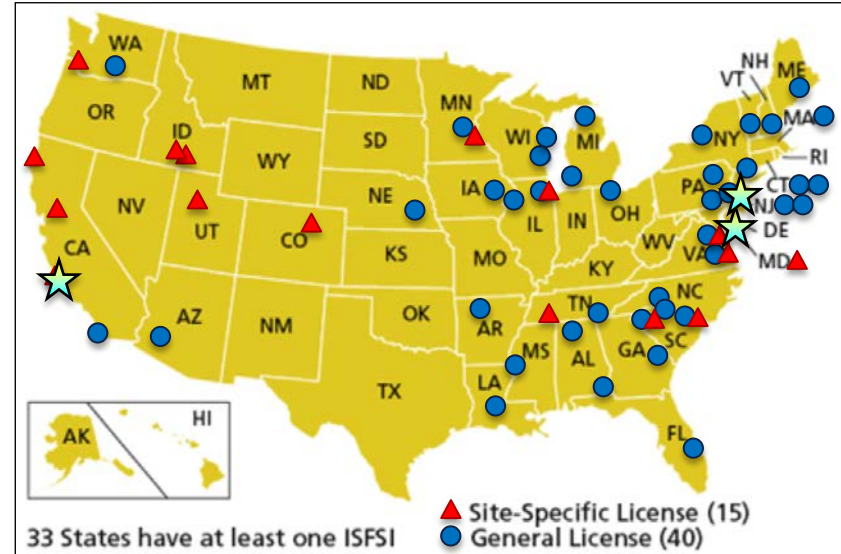 WA
MT
ND
MN
VT
NH
ME
OR
ID
SD
WI
MI
NY
MA
WY
RI
NV
NE
IA
PA
CT
UT
CO
IL
IN
OH
NJ
CA
KS
MO
WV
VA
DE
MD
KY
AZ
NM
OK
AR
TN
NC
SC
MS
AL
GA
TX
LA
FL
AK
HI
Site-Specific License (15)
33 States have at least one ISFSI
General License (40)